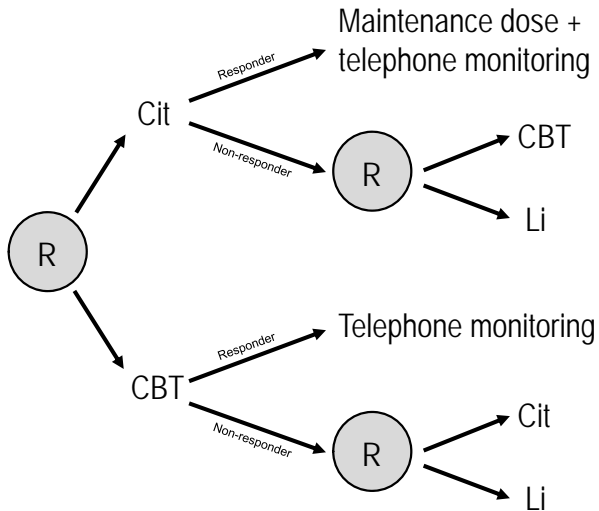 Maintenance dose +
telephone monitoring
Responder
Cit
Non-responder
R
CBT
Li
R
Responder
Telephone monitoring
CBT
Non-responder
R
Cit
Li